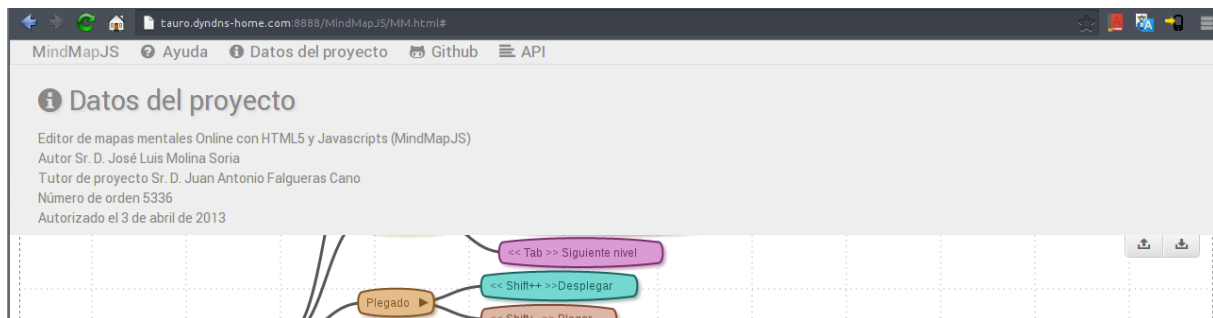 tauro.dyndns-home.com:8888/MindMapJS/MM.html#
MindMapJS Ayuda Datos del proyecto Github API
Datos del proyecto
Editor de mapas mentales Online con HTML5 y Javascripts (MindMapJS)
Autor Sr. D. José Luis Molina Soria
Tutor de proyecto Sr. D. Juan Antonio Falgueras Cano
Número de orden 5336
Autorizado el 3 de abril de 2013
<< Tab >> Siguiente nivel
<< Shift++ >>Desplegar
Plegado